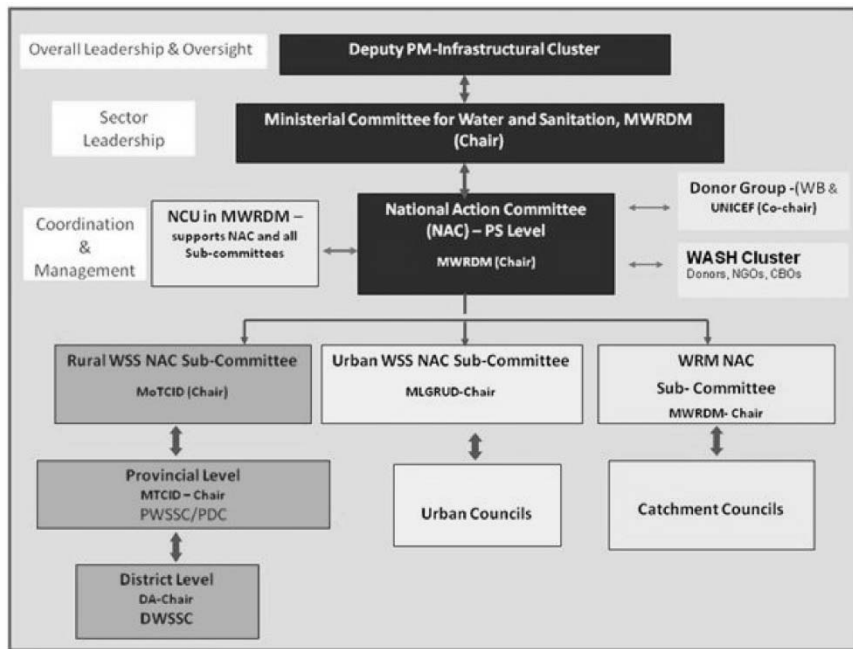 Overall Leadership & Oversight
Deputy PM-Infrastructural Cluster
Sector
Leadership
Ministerial Committee for Water and Sanitation, MWRDM
(Chair)
Coordination
&
Management
NCU in MWRDM –
supports NAC and all
Sub-committees
National Action Committee
(NAC) – PS Level
MWRDM (Chair)
Donor Group -(WB &
UNICEF (Co-chair)
WASH Cluster
Donors, NGOs, CBOs
Rural WSS NAC Sub-Committee
MoTCID (Chair)
Urban WSS NAC Sub-Committee
MLGRUD-Chair
WRM NAC
Sub- Committee
MWRDM- Chair
Provincial Level
MTCID – Chair
PWSSC/PDC
Urban Councils
Catchment Councils
District Level
DA-Chair
DWSSC